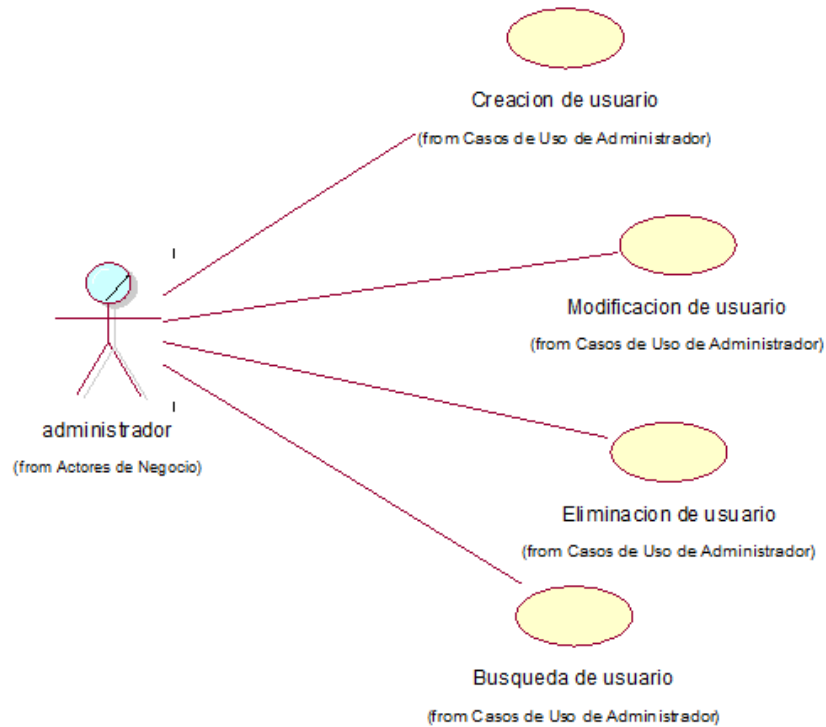 Creacion de usuario
(from Casos de Uso de Administrador)
Modificacion de usuario
(from Casos de Uso de Administrador)
administrador
(from Actores de Negocio)
Eliminacion de usuario
(from Casos de Uso de Administrador)
Busqueda de usuario
(from Casos de Uso de Administrador)